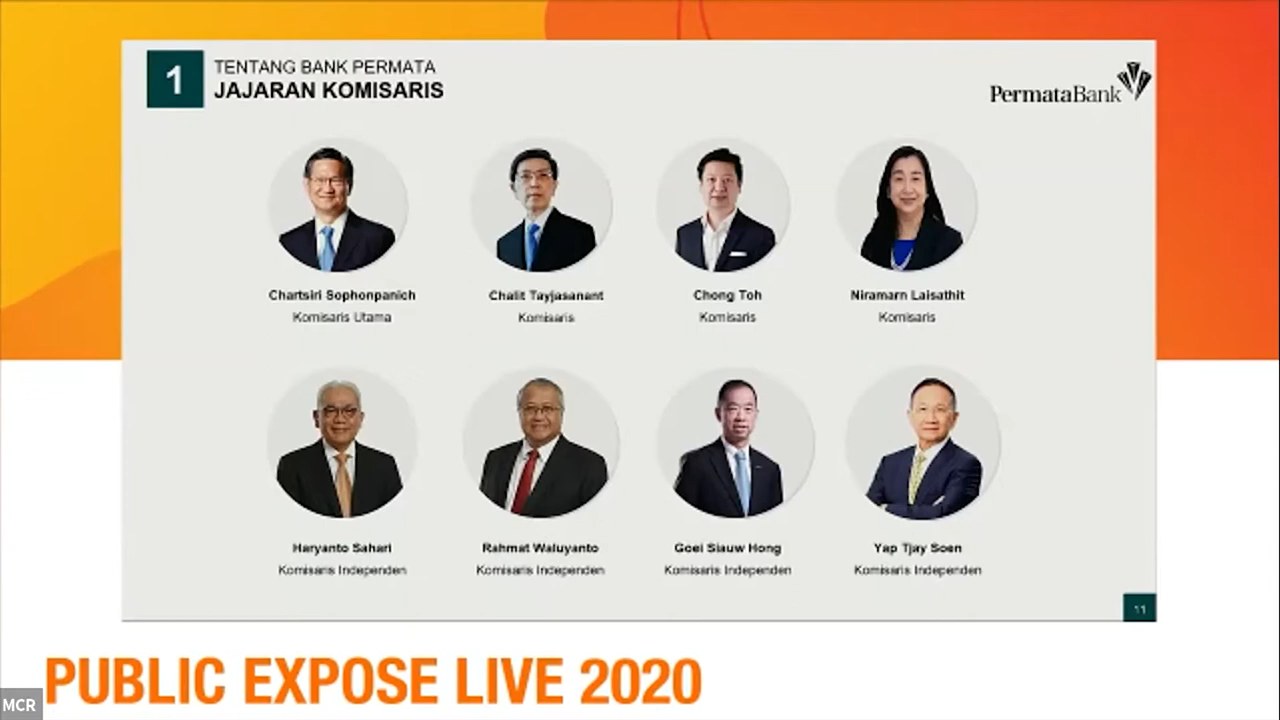 1
TENTANG BANK PERMATA
JAJARAN KOMISARIS
PermataBank
Chartsiri Sophonpanich
Komisaris Utama
Chalit Tayjasanant
Komisaris
Chong Toh
Komisaris
Niramarn Laisathit
Komisaris
Haryanto Sahari
Komisaris Independen
Rahmat Waluyanto
Komisaris Independen
Goei Siauw Hong
Komisaris Independen
Yap Tjay Soen
Komisaris Independen
11
PUBLIC EXPOSE LIVE 2020
MCR